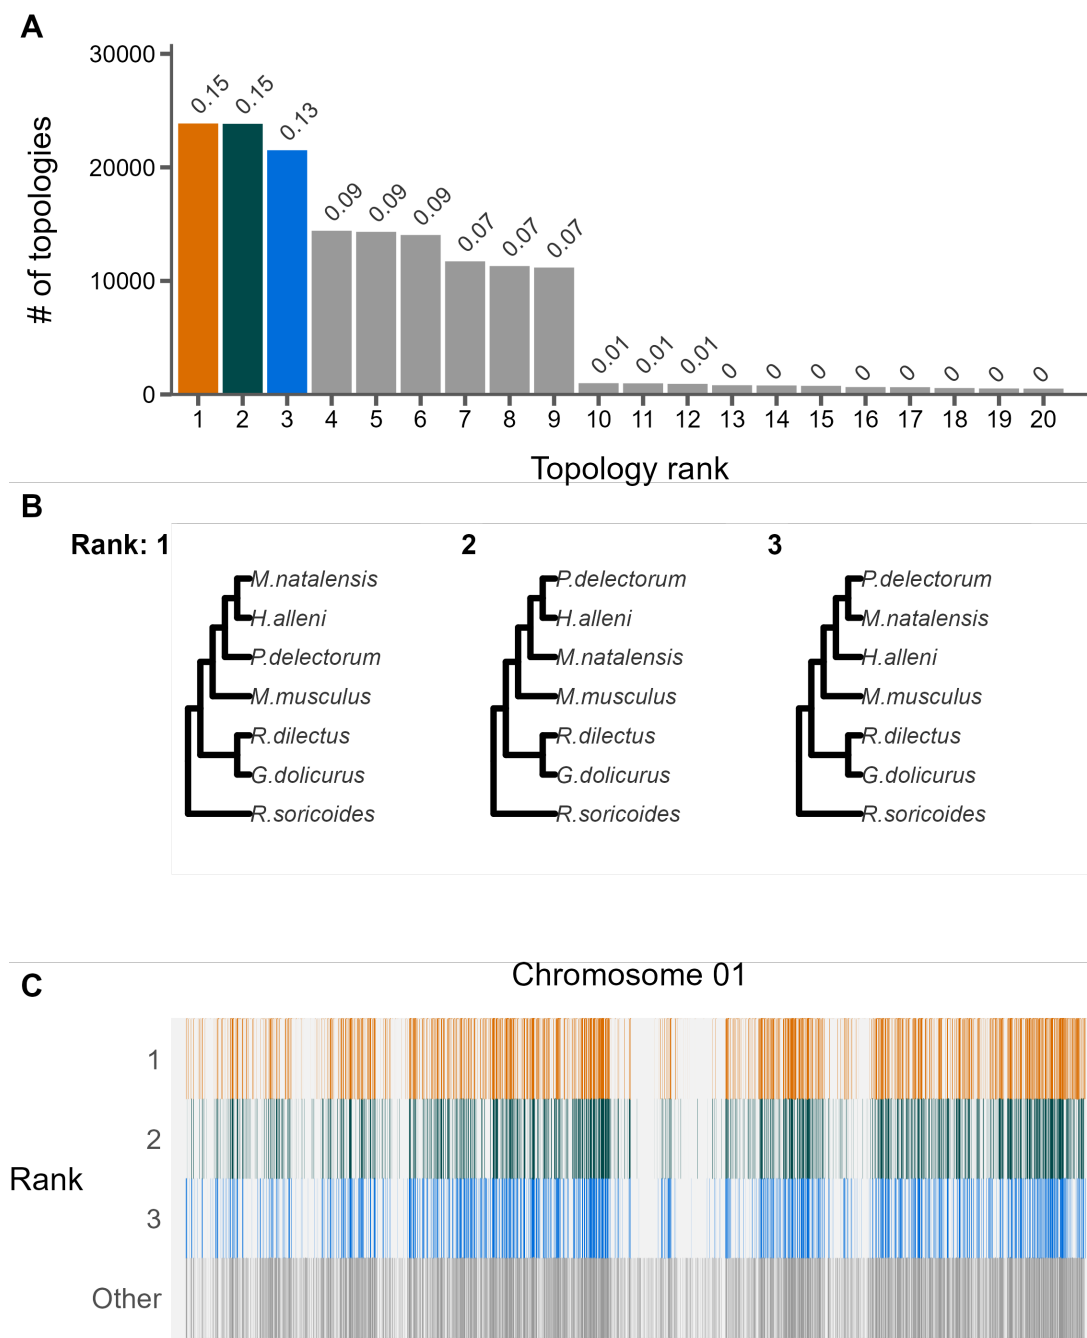 A
30000
20000
10000
0
# of topologies
0.15 0.15 0.13 0.09 0.09 0.09 0.07 0.07 0.07 0.01 0.01 0.01 0 0 0 0 0 0 0 0
1 2 3 4 5 6 7 8 9 10 11 12 13 14 15 16 17 18 19 20
Topology rank
B
Rank: 1 2 3
M.natalensis P.delectorum P.delectorum
H.alleni H.alleni M.natalensis
P.delectorum M.natalensis H.alleni
M.musculus M.musculus M.musculus
R.dilectus R.dilectus R.dilectus
G.dolicurus G.dolicurus G.dolicurus
R.soricoides R.soricoides R.soricoides
C
Chromosome 01
Rank
1
2
3
Other